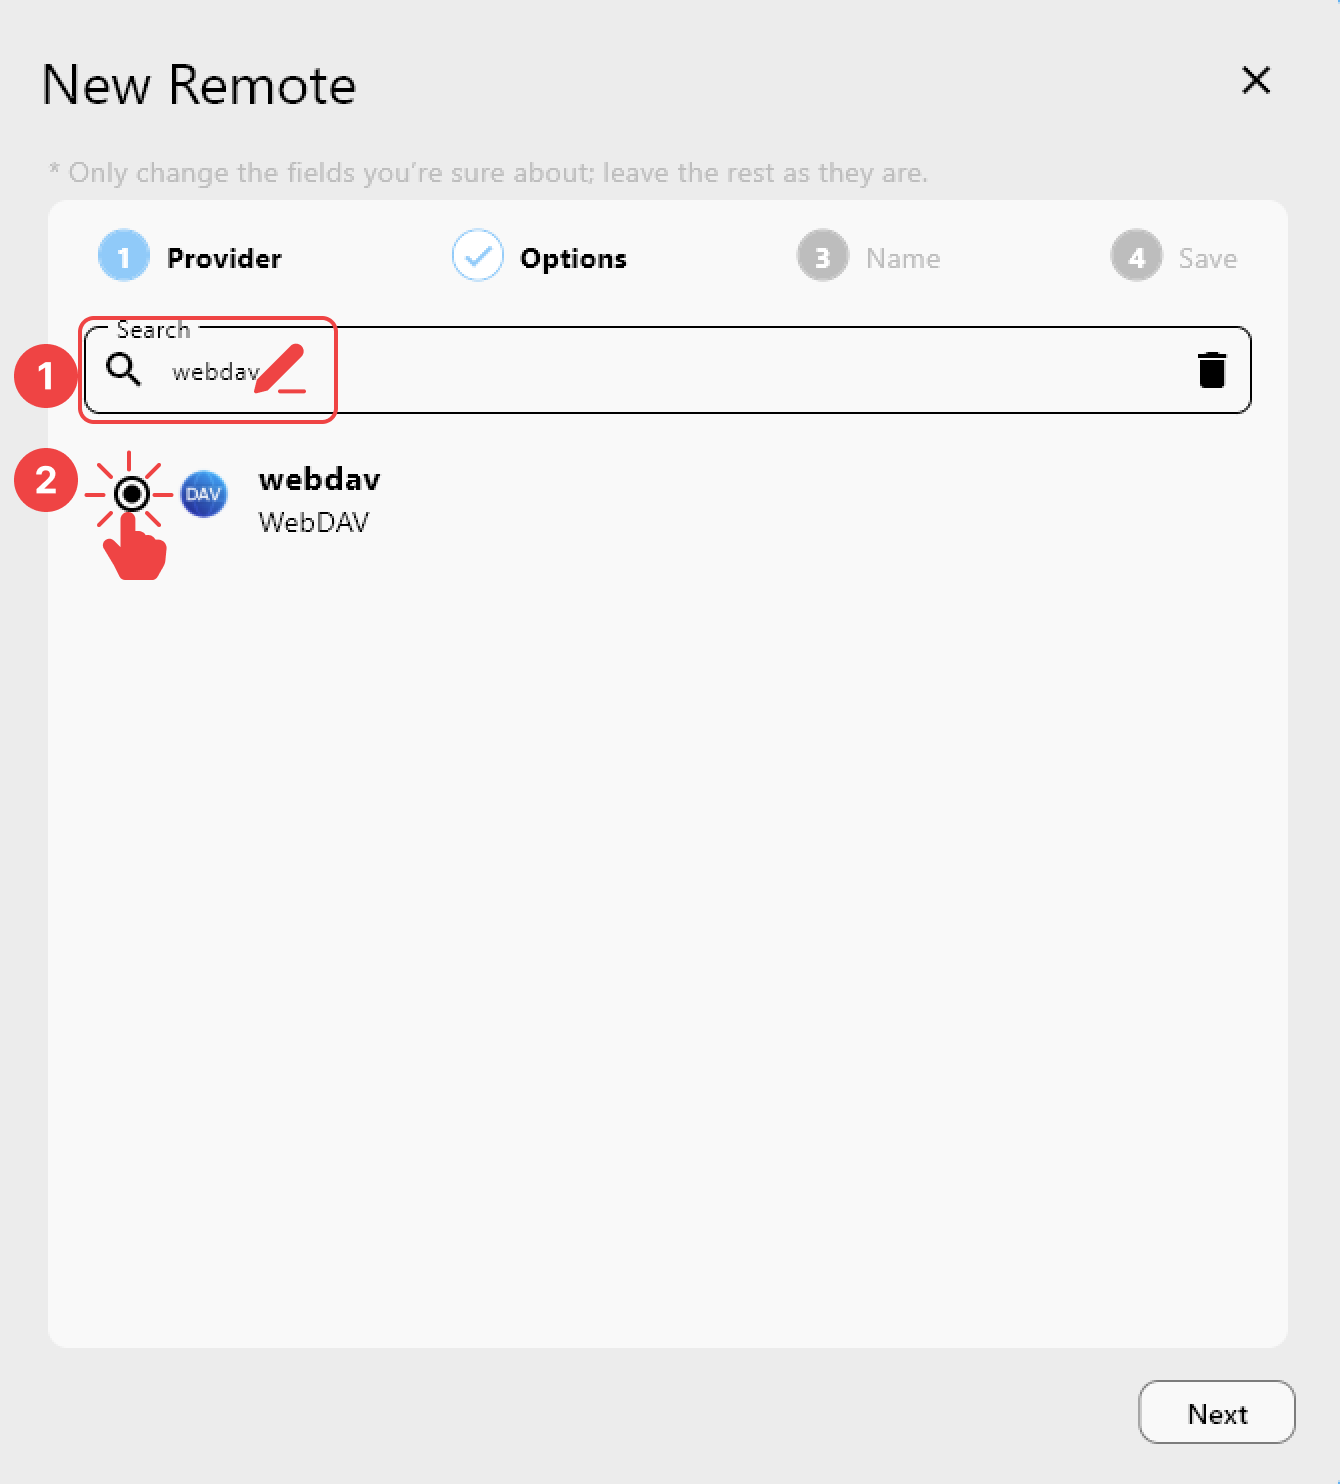 New Remote
* Only change the fields you're sure about; leave the rest as they are.
1 Provider Options 3 Name 4 Save
Search
1 webdav
2 DAV webdav
WebDAV
Next